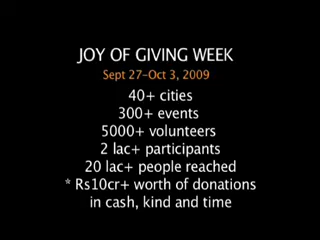 JOY OF GIVING WEEK
Sept 27-Oct 3, 2009
40+ cities
300+ events
5000+ volunteers
2 lac+ participants
20 lac+ people reached
* Rs10cr+ worth of donations
in cash, kind and time